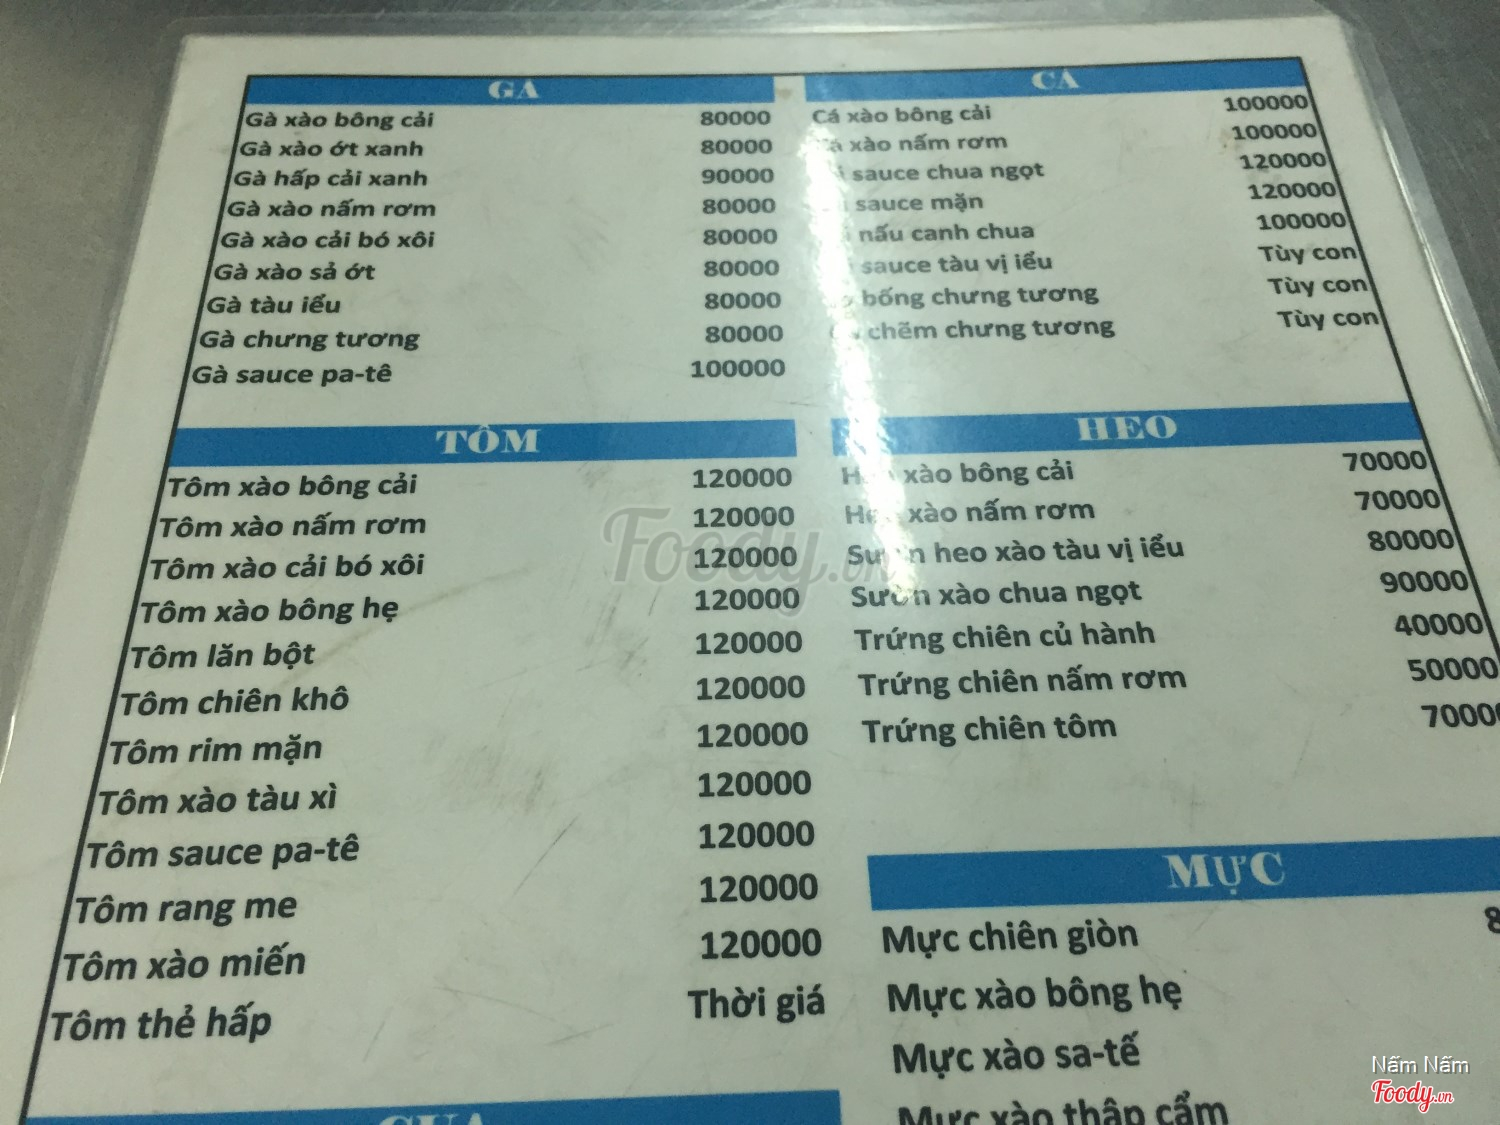 GÀ
Gà xào bông cải 80000
Gà xào ớt xanh 80000
Gà hấp cải xanh 90000
Gà xào nấm rơm 80000
Gà xào cải bó xôi 80000
Gà xào sả ớt 80000
Gà tàu iểu 80000
Gà chưng tương 80000
Gà sauce pa-tê 100000
CÁ
Cá xào bông cải 100000
xào nấm rơm 100000
sauce chua ngọt 120000
sauce mặn 120000
nấu canh chua 100000
sauce tàu vị iểu Tùy con
bống chưng tương Tùy con
chẽm chưng tương Tùy con
TÔM
Tôm xào bông cải 120000
Tôm xào nấm rơm 120000
Tôm xào cải bó xôi 120000
Tôm xào bông hẹ 120000
Tôm lăn bột 120000
Tôm chiên khô 120000
Tôm rim mặn 120000
Tôm xào tàu xì 120000
Tôm sauce pa-tê 120000
Tôm rang me 120000
Tôm xào miến 120000
Tôm thẻ hấp Thời giá
HEO
Heo xào bông cải 70000
Heo xào nấm rơm 70000
Sườn heo xào tàu vị iểu 80000
Sườn xào chua ngọt 90000
Trứng chiên củ hành 40000
Trứng chiên nấm rơm 50000
Trứng chiên tôm 70000
MỰC
Mực chiên giòn 8
Mực xào bông hẹ
Mực xào sa-tế
Mực xào thập cẩm
CUA
Foody.vn
Nấm Nấm
Foody.vn